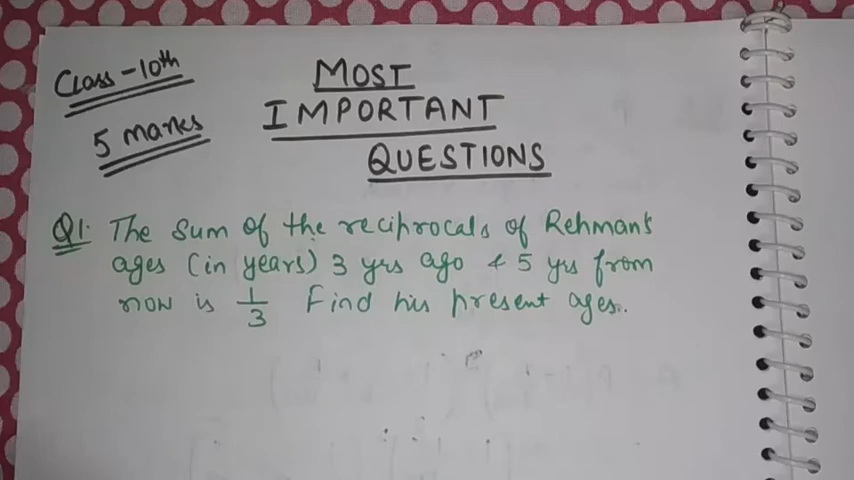 Class-10th
5 marks
MOST
IMPORTANT
QUESTIONS
Q1. The sum of the reciprocals of Rehman's
ages (in years) 3 yrs ago & 5 yrs from
now is 1/3 Find his present ages.